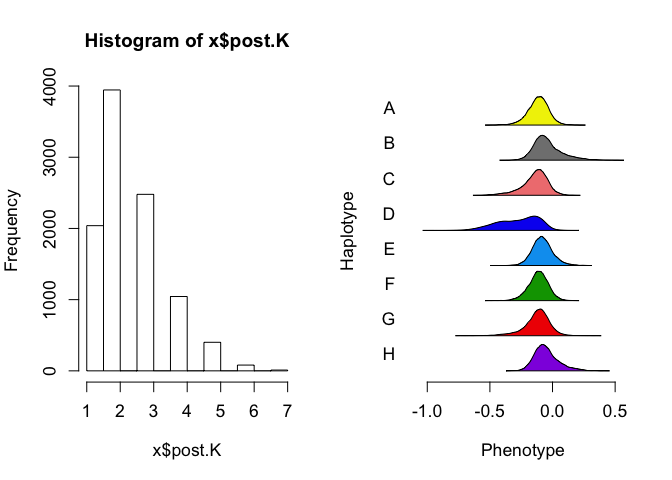 Histogram of x$post.K
Frequency
4000
3000
2000
1000
0
1 2 3 4 5 6 7
x$post.K
Haplotype
A
B
C
D
E
F
G
H
-1.0 -0.5 0.0 0.5
Phenotype